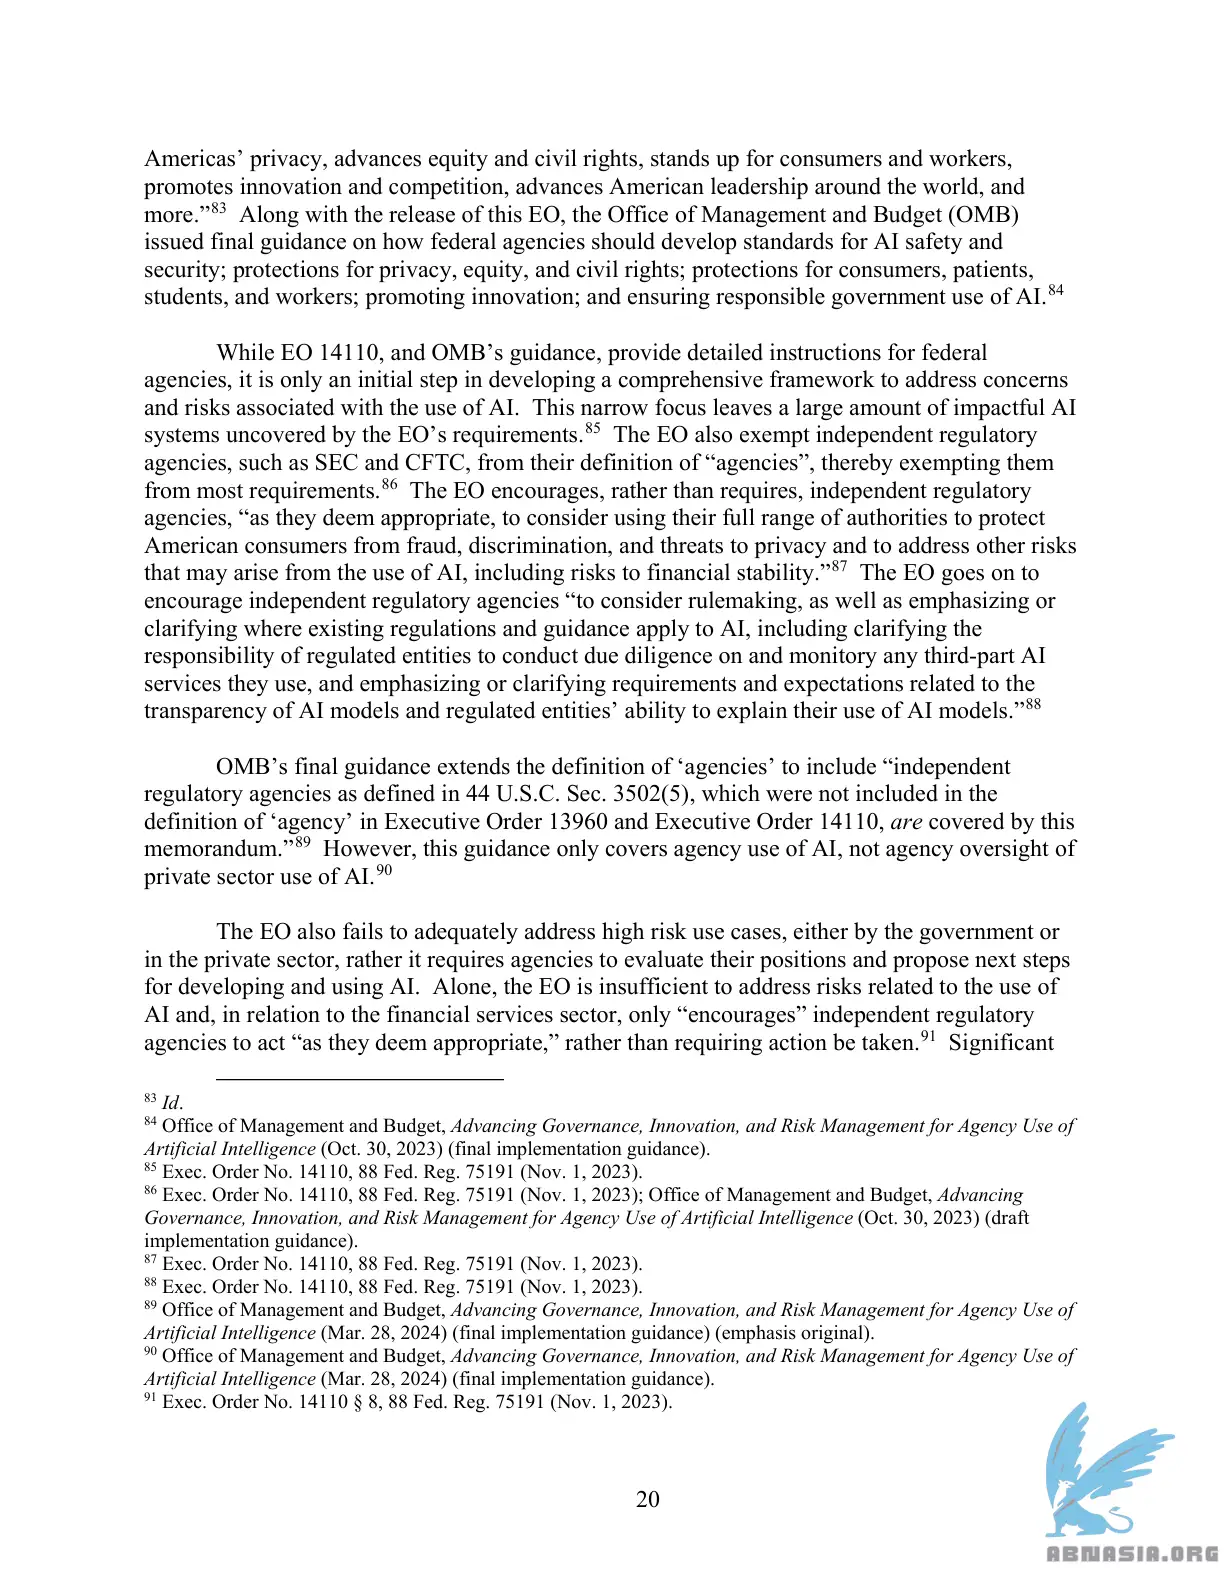 Americas’ privacy, advances equity and civil rights, stands up for consumers and workers,
promotes innovation and competition, advances American leadership around the world, and
more.”83  Along with the release of this EO, the Office of Management and Budget (OMB)
issued final guidance on how federal agencies should develop standards for AI safety and
security; protections for privacy, equity, and civil rights; protections for consumers, patients,
students, and workers; promoting innovation; and ensuring responsible government use of AI.84
While EO 14110, and OMB’s guidance, provide detailed instructions for federal
agencies, it is only an initial step in developing a comprehensive framework to address concerns
and risks associated with the use of AI.  This narrow focus leaves a large amount of impactful AI
systems uncovered by the EO’s requirements.85  The EO also exempt independent regulatory
agencies, such as SEC and CFTC, from their definition of “agencies”, thereby exempting them
from most requirements.86  The EO encourages, rather than requires, independent regulatory
agencies, “as they deem appropriate, to consider using their full range of authorities to protect
American consumers from fraud, discrimination, and threats to privacy and to address other risks
that may arise from the use of AI, including risks to financial stability.”87  The EO goes on to
encourage independent regulatory agencies “to consider rulemaking, as well as emphasizing or
clarifying where existing regulations and guidance apply to AI, including clarifying the
responsibility of regulated entities to conduct due diligence on and monitory any third-part AI
services they use, and emphasizing or clarifying requirements and expectations related to the
transparency of AI models and regulated entities’ ability to explain their use of AI models.”88
OMB’s final guidance extends the definition of ‘agencies’ to include “independent
regulatory agencies as defined in 44 U.S.C. Sec. 3502(5), which were not included in the
definition of ‘agency’ in Executive Order 13960 and Executive Order 14110, are covered by this
memorandum.”89  However, this guidance only covers agency use of AI, not agency oversight of
private sector use of AI.90
The EO also fails to adequately address high risk use cases, either by the government or
in the private sector, rather it requires agencies to evaluate their positions and propose next steps
for developing and using AI.  Alone, the EO is insufficient to address risks related to the use of
AI and, in relation to the financial services sector, only “encourages” independent regulatory
agencies to act “as they deem appropriate,” rather than requiring action be taken.91  Significant
83 Id.
84 Office of Management and Budget, Advancing Governance, Innovation, and Risk Management for Agency Use of
Artificial Intelligence (Oct. 30, 2023) (final implementation guidance).
85 Exec. Order No. 14110, 88 Fed. Reg. 75191 (Nov. 1, 2023).
86 Exec. Order No. 14110, 88 Fed. Reg. 75191 (Nov. 1, 2023); Office of Management and Budget, Advancing
Governance, Innovation, and Risk Management for Agency Use of Artificial Intelligence (Oct. 30, 2023) (draft
implementation guidance).
87 Exec. Order No. 14110, 88 Fed. Reg. 75191 (Nov. 1, 2023).
88 Exec. Order No. 14110, 88 Fed. Reg. 75191 (Nov. 1, 2023).
89 Office of Management and Budget, Advancing Governance, Innovation, and Risk Management for Agency Use of
Artificial Intelligence (Mar. 28, 2024) (final implementation guidance) (emphasis original).
90 Office of Management and Budget, Advancing Governance, Innovation, and Risk Management for Agency Use of
Artificial Intelligence (Mar. 28, 2024) (final implementation guidance).
91 Exec. Order No. 14110 § 8, 88 Fed. Reg. 75191 (Nov. 1, 2023).
20
ABNASIA.ORG